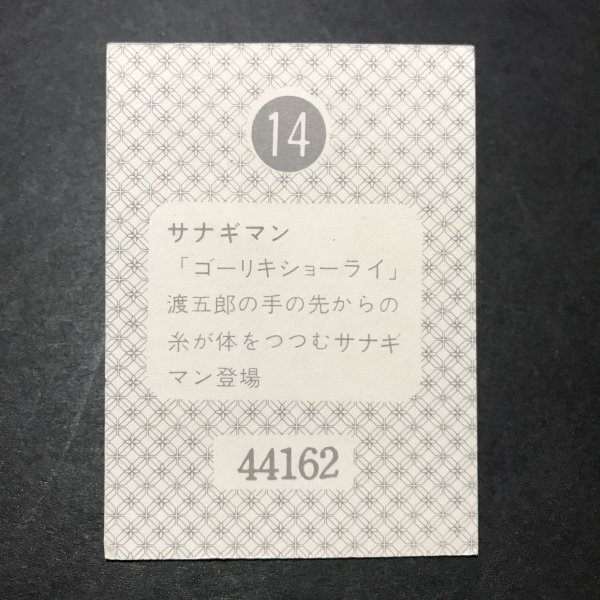 14
サナギマン
「ゴーリキショーライ」
渡五郎の手の先からの
糸が体をつつむサナギ
マン登場
44162